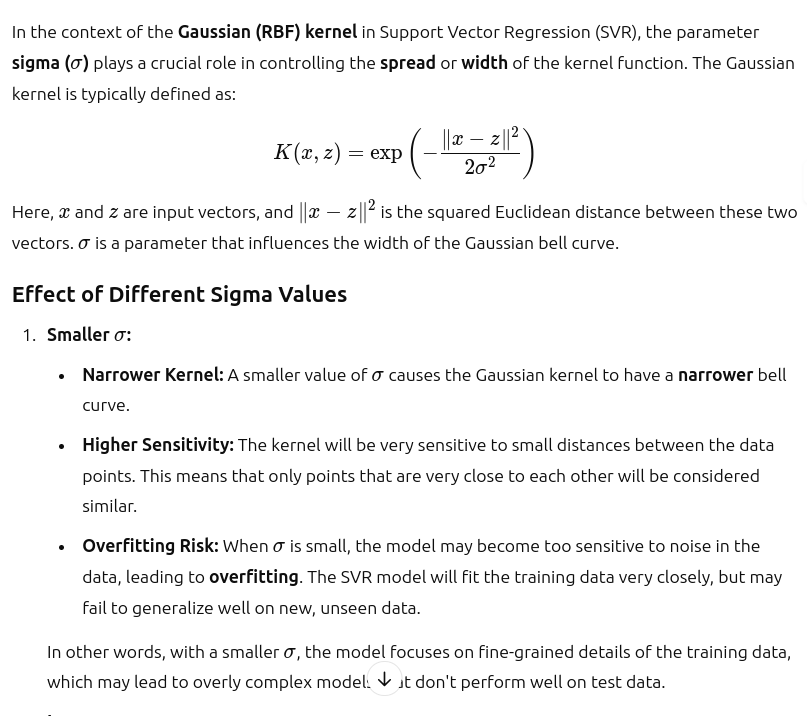 In the context of the Gaussian (RBF) kernel in Support Vector Regression (SVR), the parameter
sigma (σ) plays a crucial role in controlling the spread or width of the kernel function. The Gaussian
kernel is typically defined as:
K(x, z) = exp(−‖x − z‖²/2σ²)
Here, x and z are input vectors, and ‖x − z‖² is the squared Euclidean distance between these two
vectors. σ is a parameter that influences the width of the Gaussian bell curve.
Effect of Different Sigma Values
1. Smaller σ:
• Narrower Kernel: A smaller value of σ causes the Gaussian kernel to have a narrower bell
curve.
• Higher Sensitivity: The kernel will be very sensitive to small distances between the data
points. This means that only points that are very close to each other will be considered
similar.
• Overfitting Risk: When σ is small, the model may become too sensitive to noise in the
data, leading to overfitting. The SVR model will fit the training data very closely, but may
fail to generalize well on new, unseen data.
In other words, with a smaller σ, the model focuses on fine-grained details of the training data,
which may lead to overly complex don't perform well on test data.